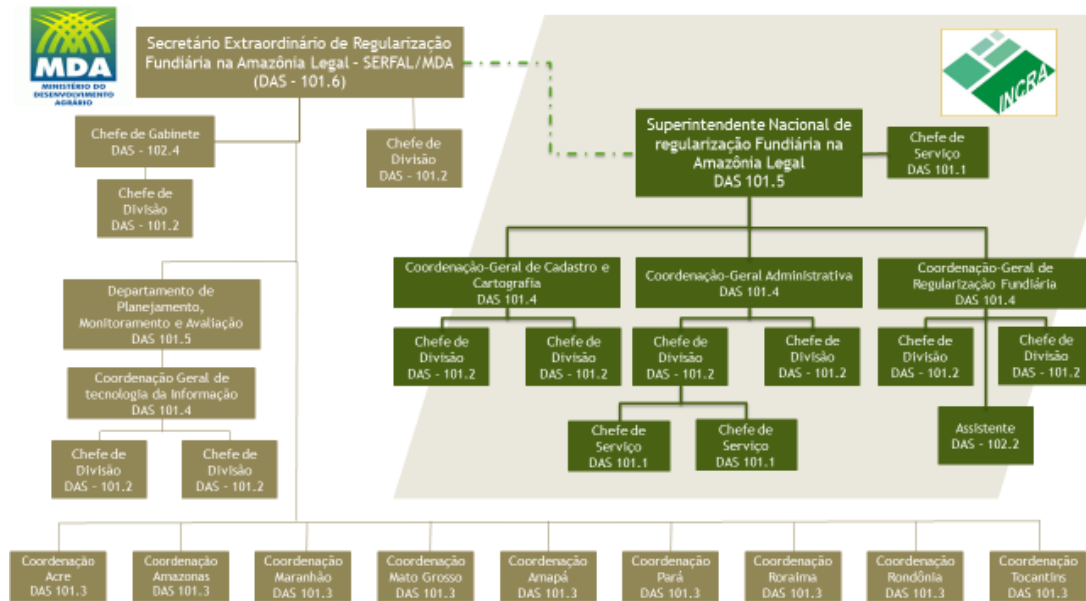 MDA
MINISTÉRIO DO
DESENVOLVIMENTO
AGRÁRIO
Secretário Extraordinário de Regularização
Fundiária na Amazônia Legal – SERFAL/MDA
(DAS – 101.6)
INCRA
Chefe de Gabinete
DAS – 102.4
Chefe de
Divisão
DAS – 101.2
Chefe de
Divisão
DAS – 101.2
Superintendente Nacional de
regularização Fundiária na
Amazônia Legal
DAS 101.5
Chefe de
Serviço
DAS 101.1
Departamento de
Planejamento,
Monitoramento e Avaliação
DAS 101.5
Coordenação Geral de
tecnologia da Informação
DAS 101.4
Chefe de
Divisão
DAS – 101.2
Chefe de
Divisão
DAS – 101.2
Coordenação-Geral de Cadastro e
Cartografia
DAS 101.4
Coordenação-Geral Administrativa
DAS 101.4
Coordenação-Geral de
Regularização Fundiária
DAS 101.4
Chefe de
Divisão
DAS – 101.2
Chefe de
Divisão
DAS – 101.2
Chefe de
Divisão
DAS – 101.2
Chefe de
Divisão
DAS – 101.2
Chefe de
Divisão
DAS – 101.2
Chefe de
Divisão
DAS – 101.2
Chefe de
Serviço
DAS 101.1
Chefe de
Serviço
DAS 101.1
Assistente
DAS – 102.2
Coordenação
Acre
DAS 101.3
Coordenação
Amazonas
DAS 101.3
Coordenação
Maranhão
DAS 101.3
Coordenação
Mato Grosso
DAS 101.3
Coordenação
Amapá
DAS 101.3
Coordenação
Pará
DAS 101.3
Coordenação
Roraima
DAS 101.3
Coordenação
Rondônia
DAS 101.3
Coordenação
Tocantins
DAS 101.3